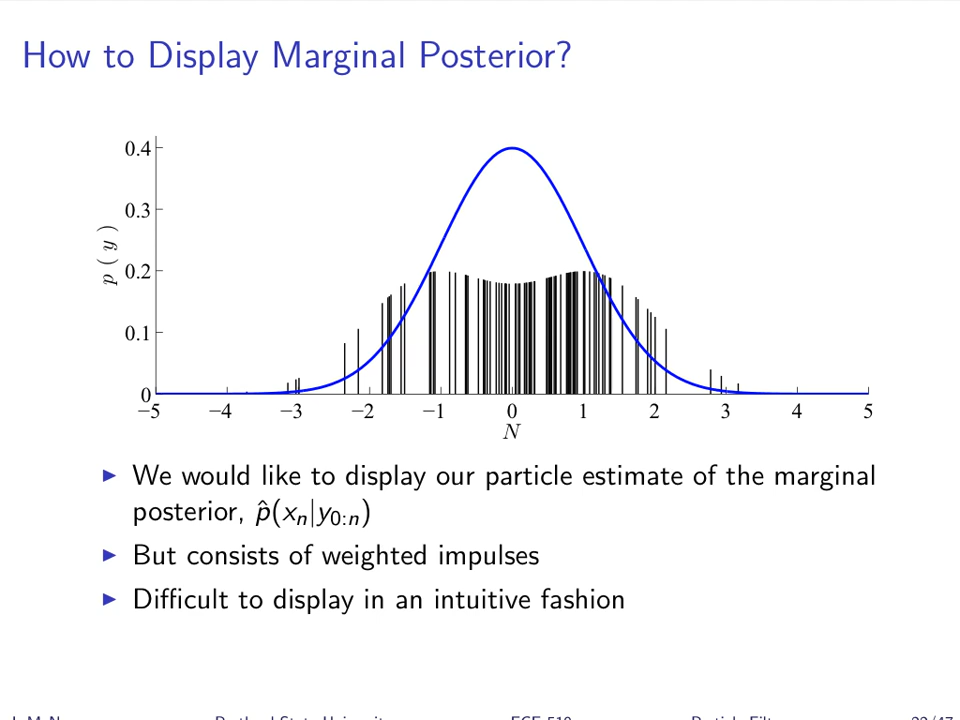 How to Display Marginal Posterior?
0.4
0.3
0.2
0.1
0
p ( y )
−5 −4 −3 −2 −1 0 1 2 3 4 5
N
▶ We would like to display our particle estimate of the marginal
posterior, p̂(xₙ|y₀:ₙ)
▶ But consists of weighted impulses
▶ Difficult to display in an intuitive fashion